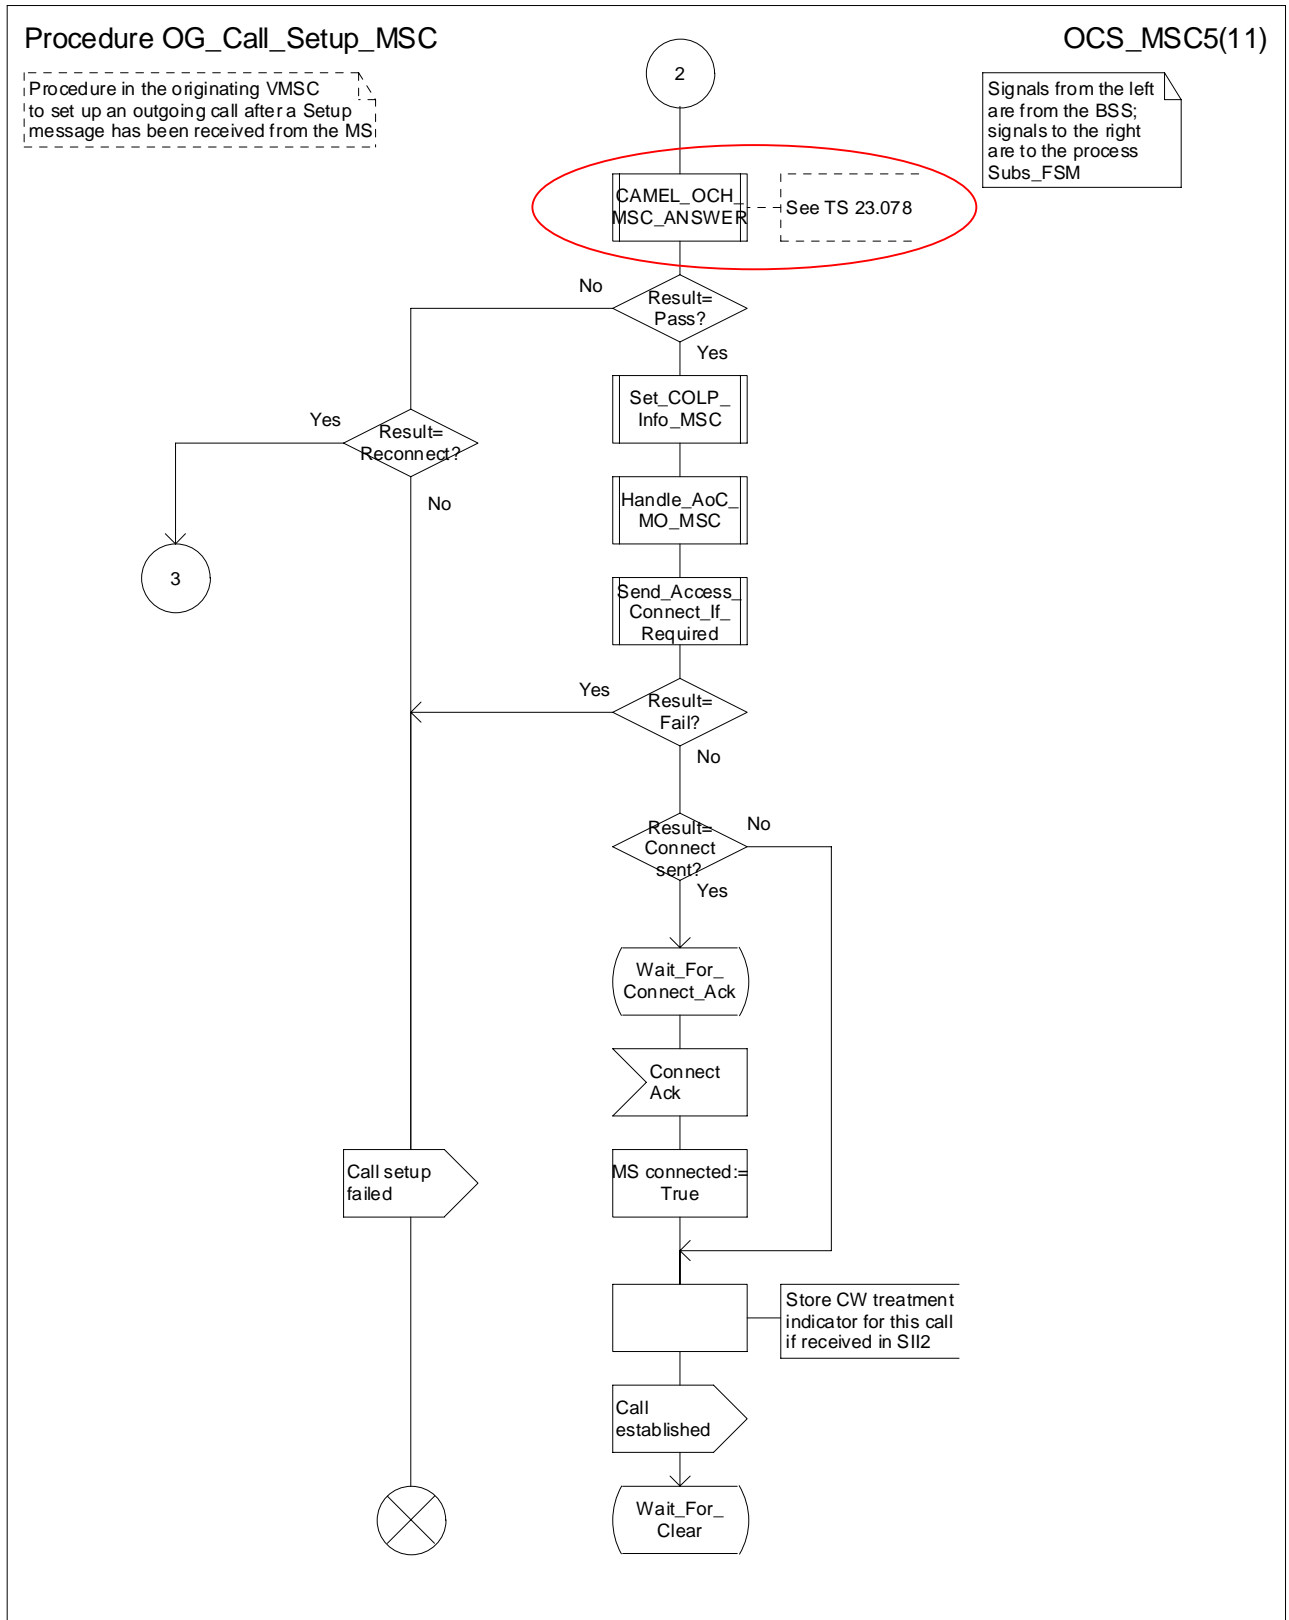 Procedure OG_Call_Setup_MSC
OCS_MSC5(11)
Procedure in the originating VMSC
to set up an outgoing call after a Setup
message has been received from the MS
2
Signals from the left
are from the BSS;
signals to the right
are to the process
Subs_FSM
CAMEL_OCH_
MSC_ANSWER
See TS 23.078
No
Result=
Pass?
Yes
Set_COLP_
Info_MSC
Yes
Result=
Reconnect?
No
Handle_AoC_
MO_MSC
3
Send_Access_
Connect_If_
Required
Yes
Result=
Fail?
No
Result=
Connect
sent?
No
Yes
Wait_For_
Connect_Ack
Connect
Ack
Call setup
failed
MS connected:=
True
Store CW treatment
indicator for this call
if received in SII2
Call
established
Wait_For_
Clear